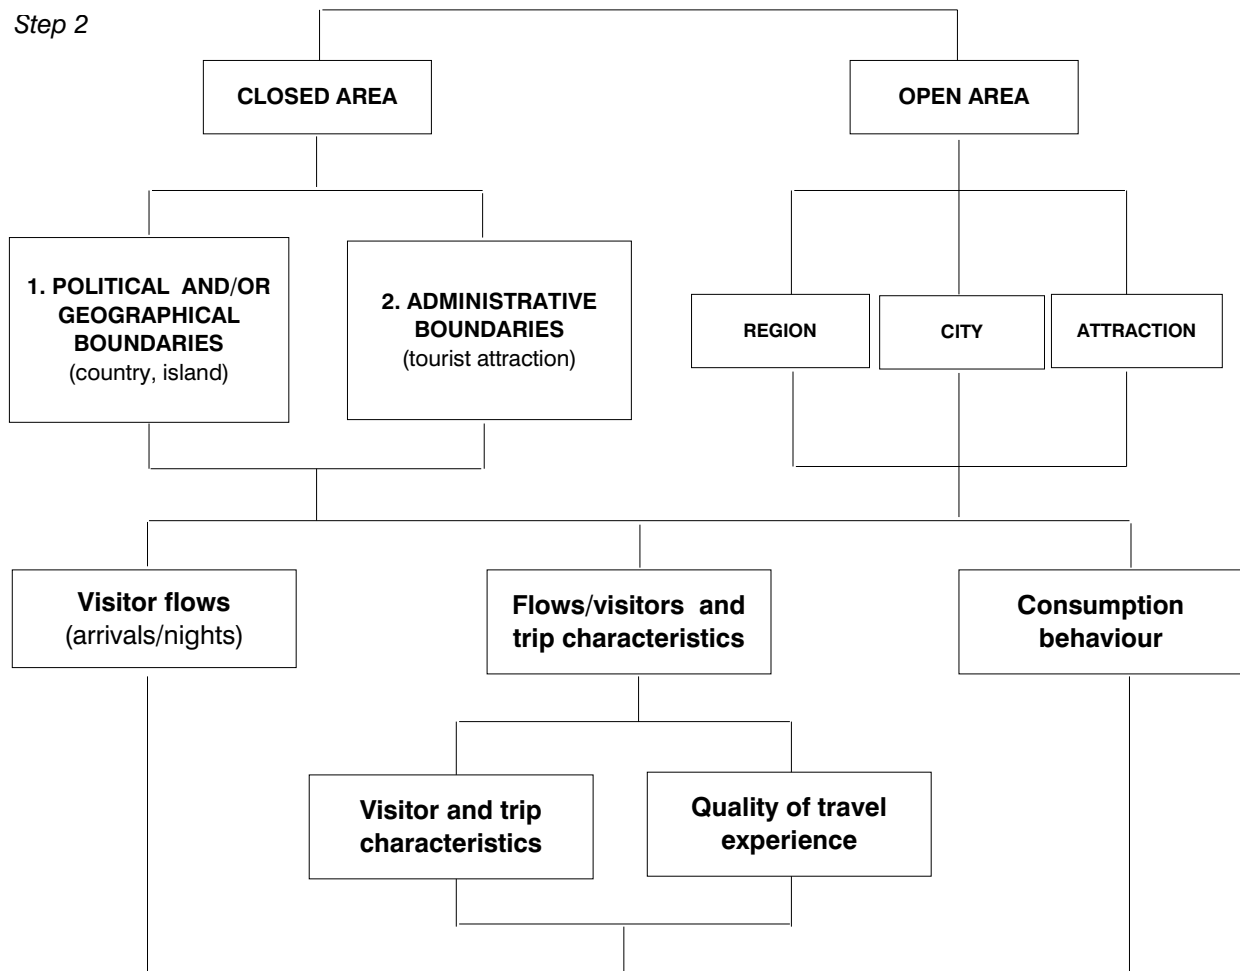 Step 2
CLOSED AREA
OPEN AREA
1. POLITICAL AND/OR
GEOGRAPHICAL
BOUNDARIES
(country, island)
2. ADMINISTRATIVE
BOUNDARIES
(tourist attraction)
REGION
CITY
ATTRACTION
Visitor flows
(arrivals/nights)
Flows/visitors and
trip characteristics
Consumption
behaviour
Visitor and trip
characteristics
Quality of travel
experience